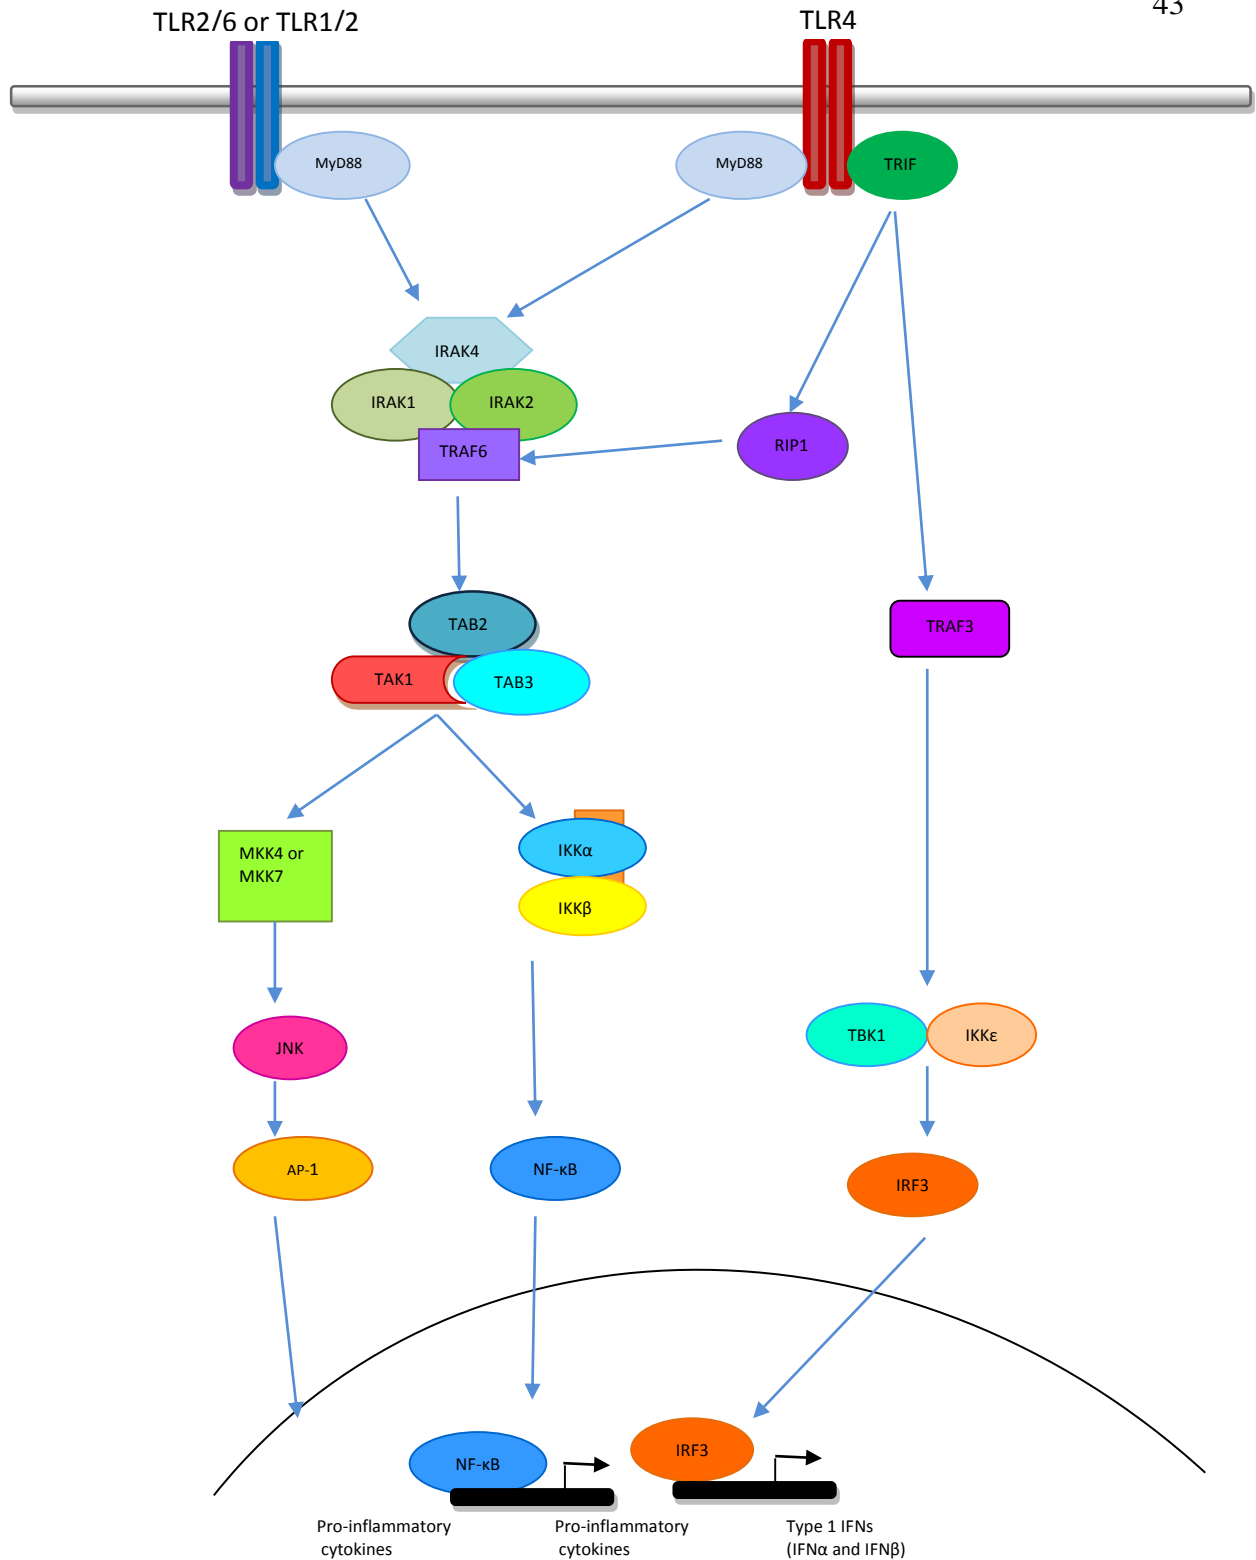 43
TLR2/6 or TLR1/2
TLR4
MyD88
MyD88
TRIF
IRAK4
IRAK1
IRAK2
TRAF6
RIP1
TAB2
TRAF3
TAK1
TAB3
MKK4 or
MKK7
IKKα
IKKβ
JNK
TBK1
IKKε
AP-1
NF-κB
IRF3
NF-κB
IRF3
Pro-inflammatory
cytokines
Pro-inflammatory
cytokines
Type 1 IFNs
(IFNα and IFNβ)